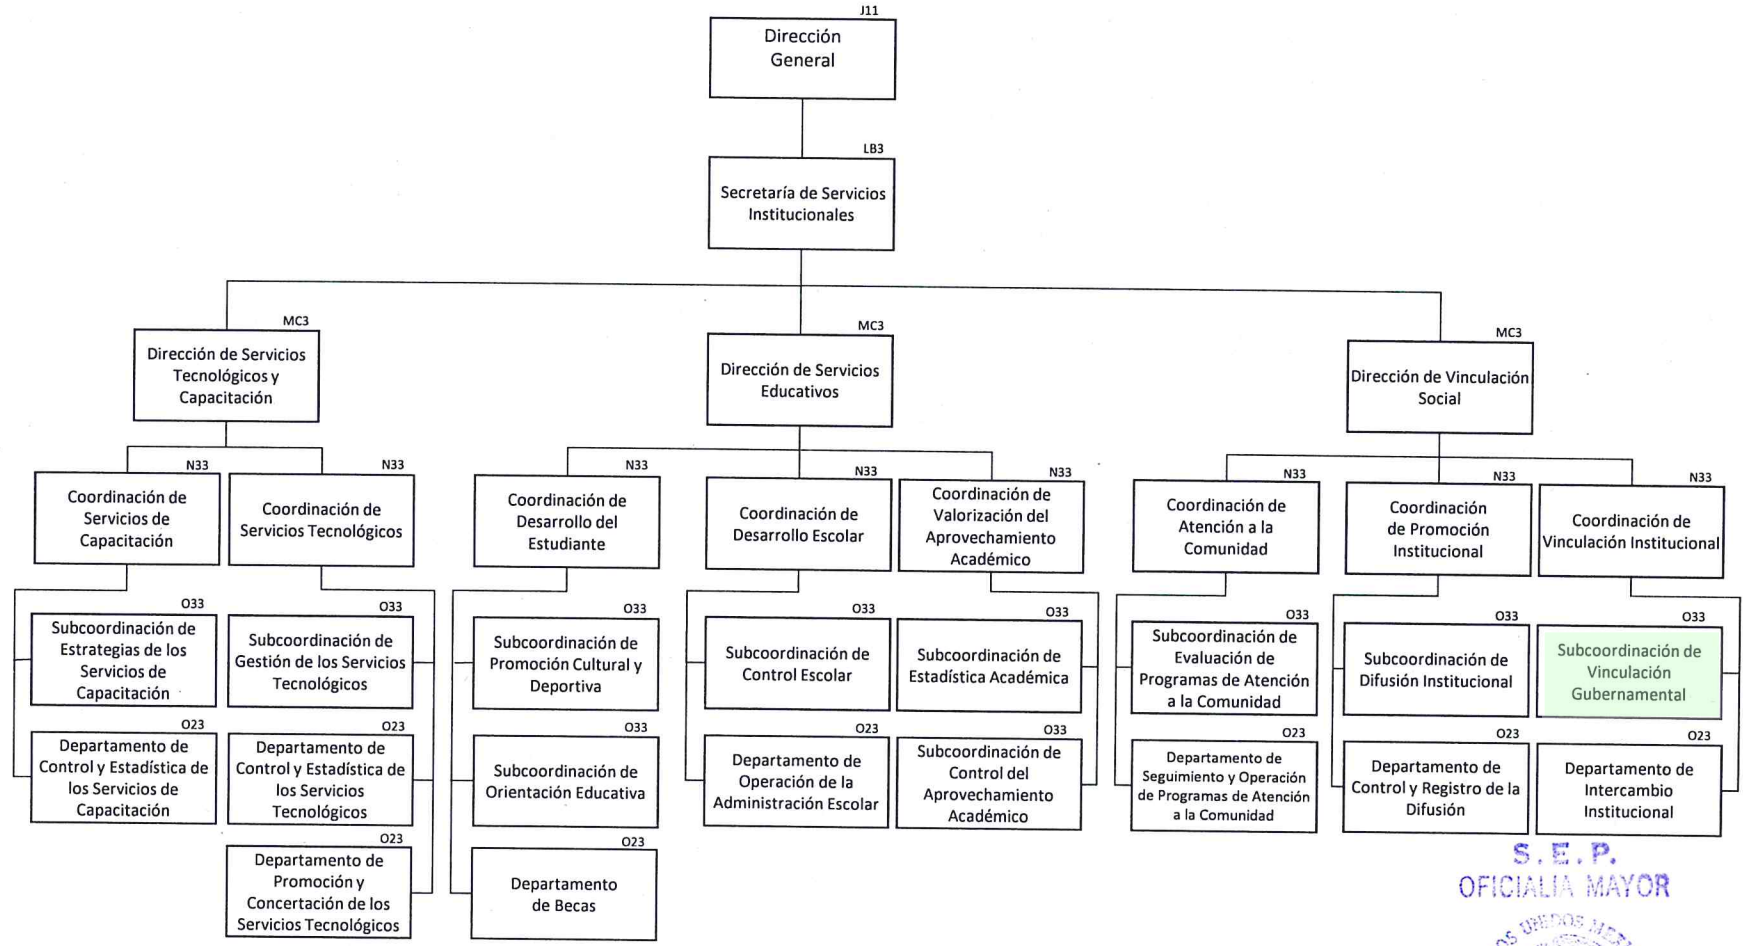 J11
Dirección
General
LB3
Secretaría de Servicios
Institucionales
MC3
Dirección de Servicios
Tecnológicos y
Capacitación
MC3
Dirección de Servicios
Educativos
MC3
Dirección de Vinculación
Social
N33
Coordinación de
Servicios de
Capacitación
N33
Coordinación de
Servicios Tecnológicos
N33
Coordinación de
Desarrollo del
Estudiante
N33
Coordinación de
Desarrollo Escolar
N33
Coordinación de
Valorización del
Aprovechamiento
Académico
N33
Coordinación de
Atención a la
Comunidad
N33
Coordinación
de Promoción
Institucional
N33
Coordinación de
Vinculación Institucional
O33
Subcoordinación de
Estrategias de los
Servicios de
Capacitación
O33
Subcoordinación de
Gestión de los Servicios
Tecnológicos
O33
Subcoordinación de
Promoción Cultural y
Deportiva
O33
Subcoordinación de
Control Escolar
O33
Subcoordinación de
Estadística Académica
O33
Subcoordinación de
Evaluación de
Programas de Atención
a la Comunidad
O33
Subcoordinación de
Difusión Institucional
O33
Subcoordinación de
Vinculación
Gubernamental
O23
Departamento de
Control y Estadística de
los Servicios de
Capacitación
O23
Departamento de
Control y Estadística de
los Servicios
Tecnológicos
O33
Subcoordinación de
Orientación Educativa
O23
Departamento de
Operación de la
Administración Escolar
O33
Subcoordinación de
Control del
Aprovechamiento
Académico
O23
Departamento de
Seguimiento y Operación
de Programas de Atención
a la Comunidad
O23
Departamento de
Control y Registro de la
Difusión
O23
Departamento de
Intercambio
Institucional
O23
Departamento de
Promoción y
Concertación de los
Servicios Tecnológicos
O23
Departamento
de Becas
S.E.P.
OFICIALIA MAYOR